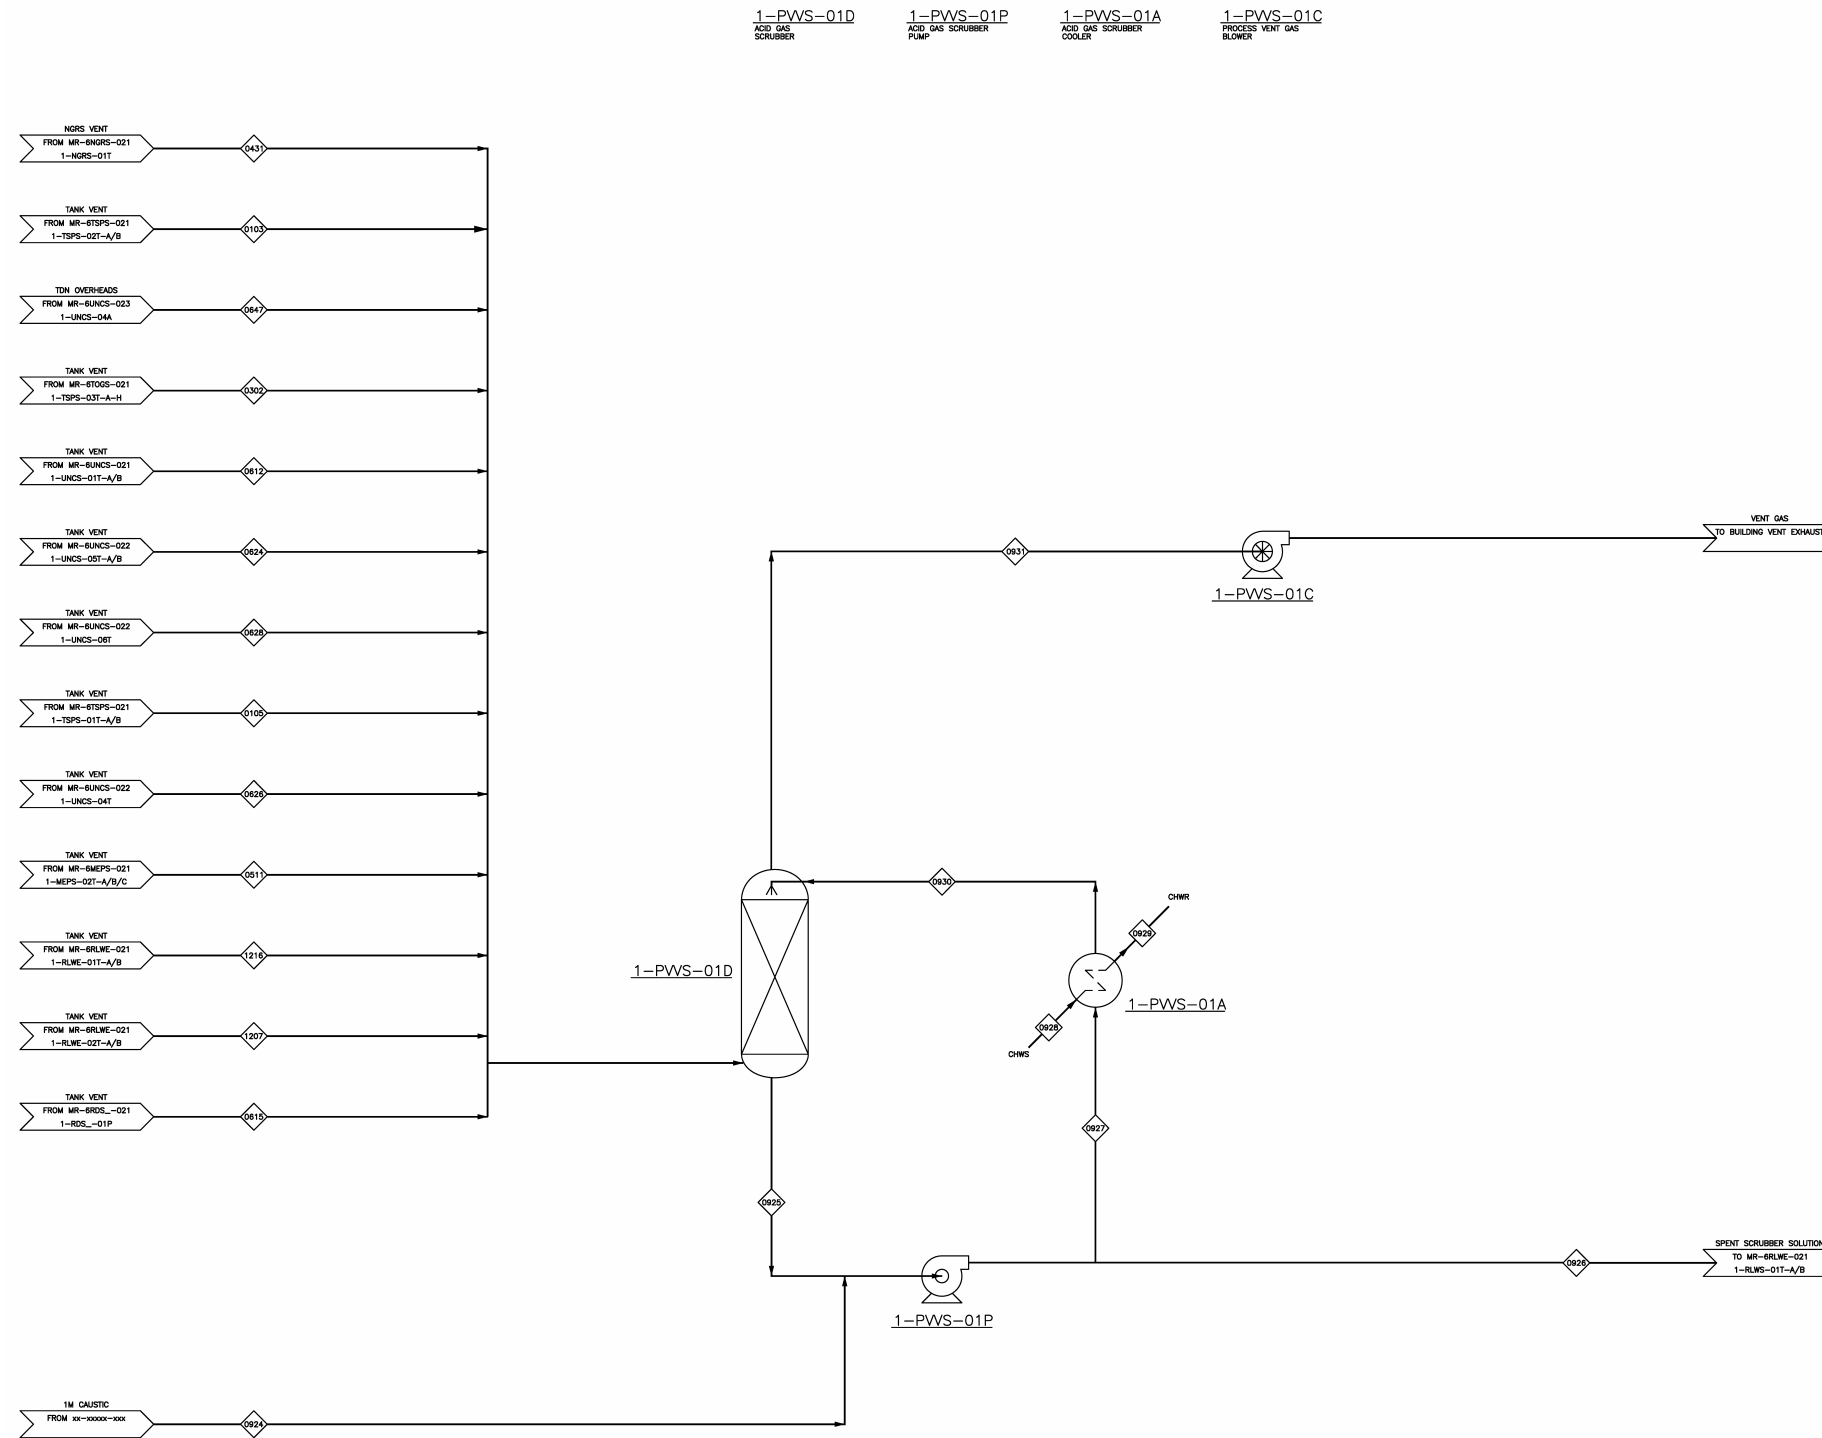 1-PVVS-01D
ACID GAS
SCRUBBER
1-PVVS-01P
ACID GAS SCRUBBER
PUMP
1-PVVS-01A
ACID GAS SCRUBBER
COOLER
1-PVVS-01C
PROCESS VENT GAS
BLOWER
NGRS VENT
FROM MR-6NGRS-021
1-NGRS-01T
0431
TANK VENT
FROM MR-6TSPS-021
1-TSPS-02T-A/B
0103
TDN OVERHEADS
FROM MR-6UNCS-023
1-UNCS-04A
0647
TANK VENT
FROM MR-6TOGS-021
1-TSPS-03T-A-H
0302
TANK VENT
FROM MR-6UNCS-021
1-UNCS-01T-A/B
0612
TANK VENT
FROM MR-6UNCS-022
1-UNCS-05T-A/B
0624
TANK VENT
FROM MR-6UNCS-022
1-UNCS-06T
0628
TANK VENT
FROM MR-6TSPS-021
1-TSPS-01T-A/B
0105
TANK VENT
FROM MR-6UNCS-022
1-UNCS-04T
0626
TANK VENT
FROM MR-6MEPS-021
1-MEPS-02T-A/B/C
0511
TANK VENT
FROM MR-6RLWE-021
1-RLWE-01T-A/B
1216
TANK VENT
FROM MR-6RLWE-021
1-RLWE-02T-A/B
1207
TANK VENT
FROM MR-6RDS_-021
1-RDS_-01P
0615
1M CAUSTIC
FROM xx-xxxxx-xxx
0924
0931
1-PVVS-01C
VENT GAS
TO BUILDING VENT EXHAUST
0930
1-PVVS-01D
CHWR
0929
1-PVVS-01A
0928
CHWS
0927
0925
1-PVVS-01P
0926
SPENT SCRUBBER SOLUTION
TO MR-6RLWE-021
1-RLWS-01T-A/B